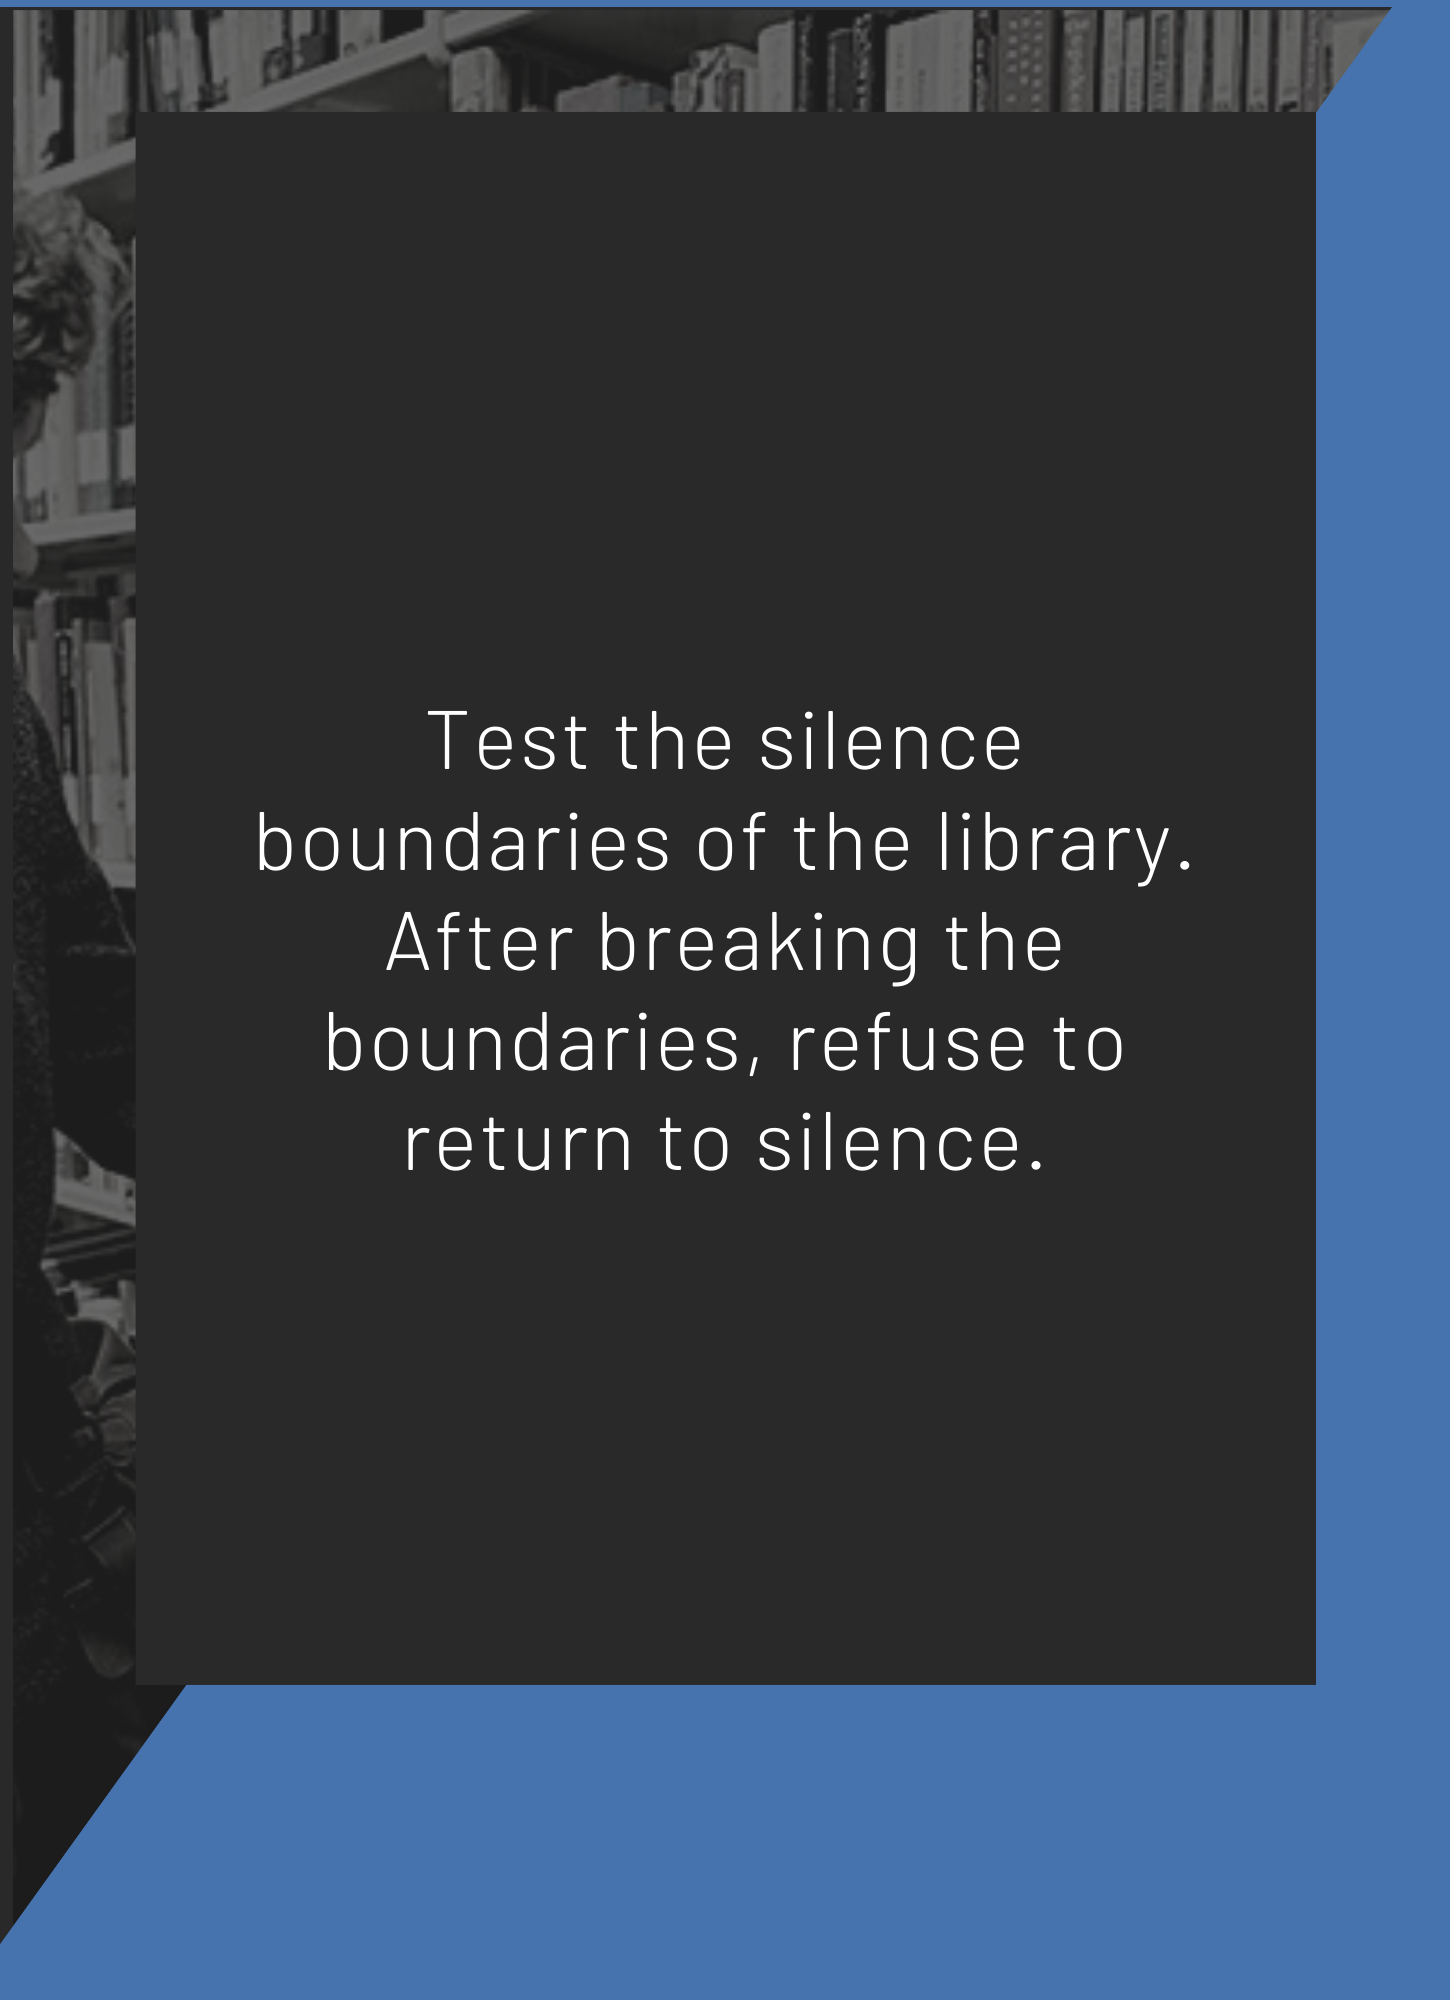 Test the silence
boundaries of the library.
After breaking the
boundaries, refuse to
return to silence.